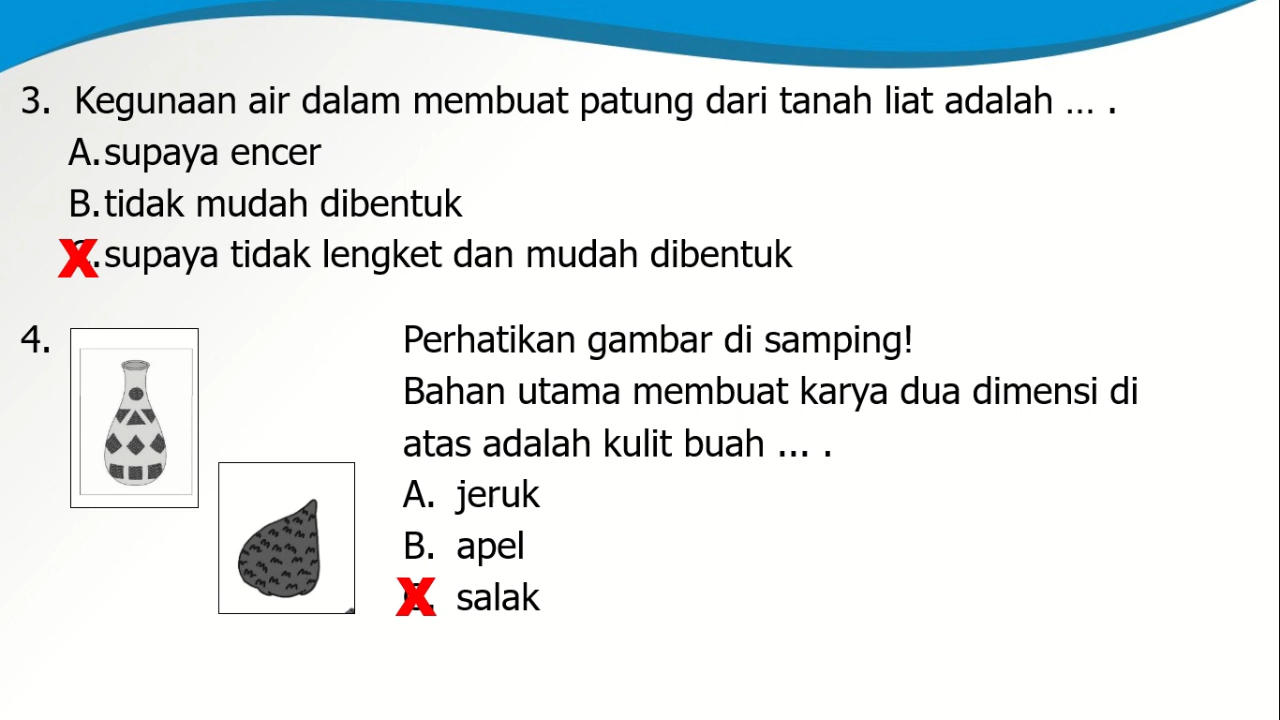 3. Kegunaan air dalam membuat patung dari tanah liat adalah ... .
A. supaya encer
B. tidak mudah dibentuk
X. supaya tidak lengket dan mudah dibentuk
4.
Perhatikan gambar di samping!
Bahan utama membuat karya dua dimensi di
atas adalah kulit buah ... .
A. jeruk
B. apel
X. salak